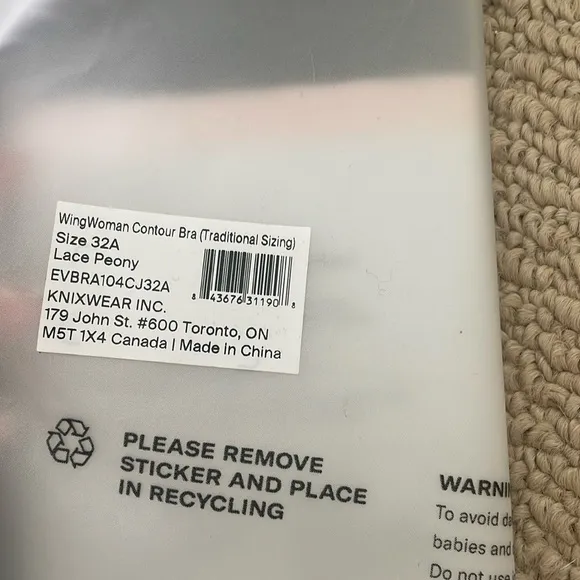 WingWoman Contour Bra (Traditional Sizing)
Size 32A
Lace Peony
EVBRA104CJ32A
8 43676 31190 8
KNIXWEAR INC.
179 John St. #600 Toronto, ON
M5T 1X4 Canada | Made in China
PLEASE REMOVE
STICKER AND PLACE
IN RECYCLING
WARNI
To avoid da
babies and
Do not use